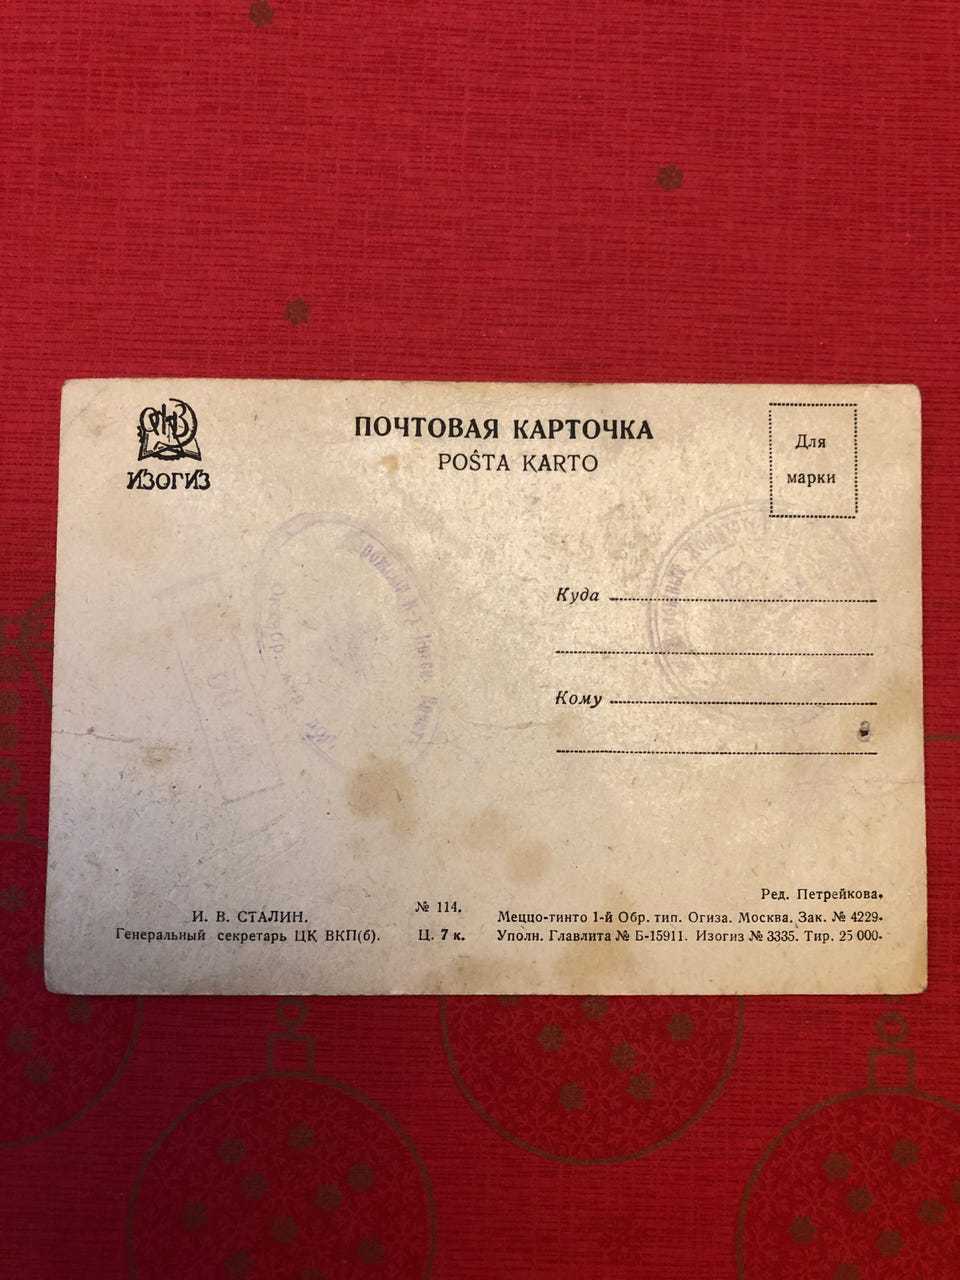 ИЗОГИЗ
ПОЧТОВАЯ КАРТОЧКА
POŜTA KARTO
Для
марки
Куда
Кому
И. В. СТАЛИН.
Генеральный секретарь ЦК ВКП(б).
№ 114.
Ц. 7 к.
Ред. Петрейкова.
Меццо-тинто 1-й Обр. тип. Огиза. Москва. Зак. № 4229.
Уполн. Главлита № Б-15911. Изогиз № 3335. Тир. 25 000.